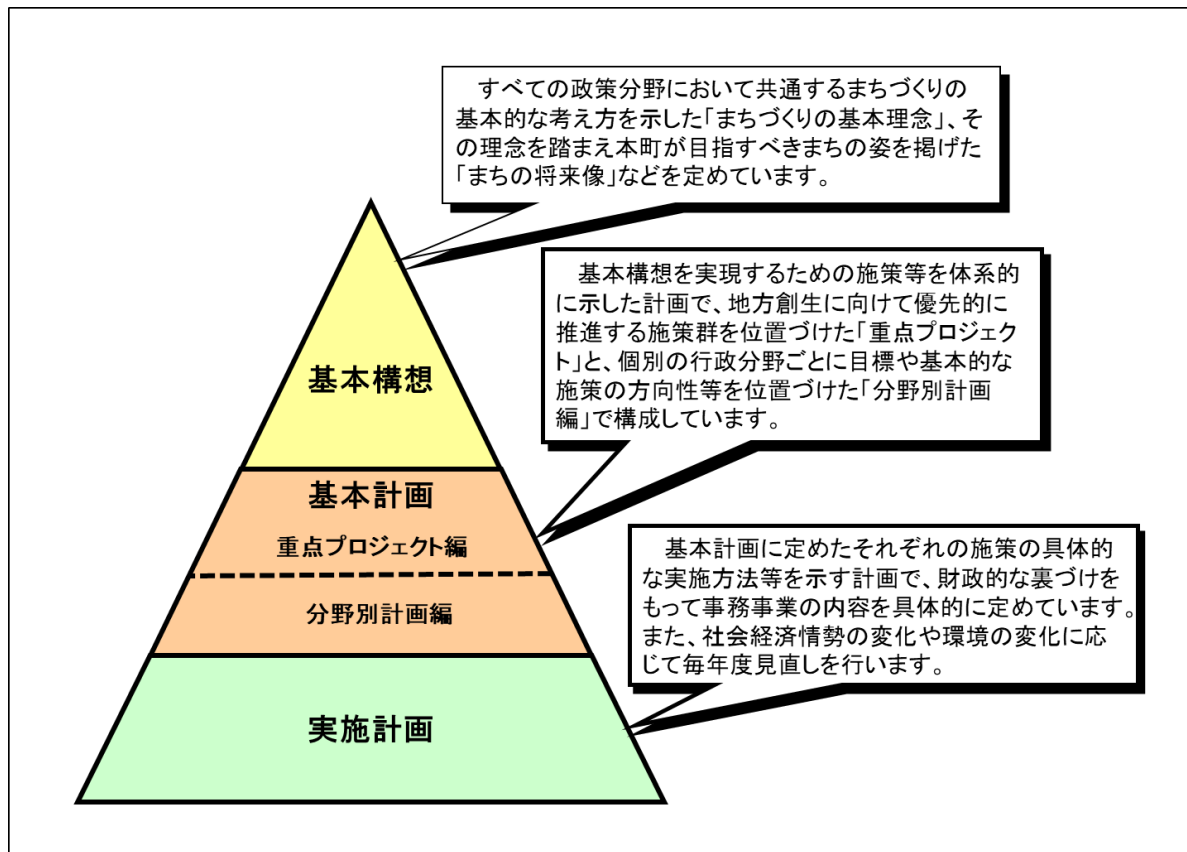 すべての政策分野において共通するまちづくりの
基本的な考え方を示した「まちづくりの基本理念」、そ
の理念を踏まえ本町が目指すべきまちの姿を掲げた
「まちの将来像」などを定めています。
基本構想を実現するための施策等を体系的
に示した計画で、地方創生に向けて優先的に
推進する施策群を位置づけた「重点プロジェク
ト」と、個別の行政分野ごとに目標や基本的な
施策の方向性等を位置づけた「分野別計画
編」で構成しています。
基本構想
基本計画
重点プロジェクト編
分野別計画編
基本計画に定めたそれぞれの施策の具体的
な実施方法等を示す計画で、財政的な裏づけを
もって事務事業の内容を具体的に定めています。
また、社会経済情勢の変化や環境の変化に応
じて毎年度見直しを行います。
実施計画